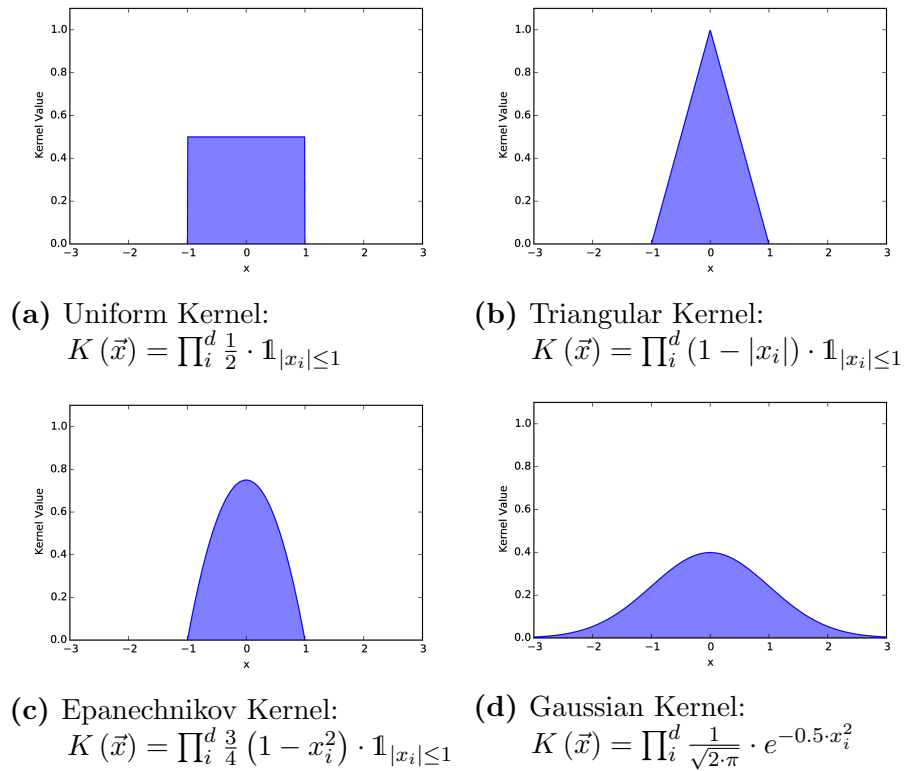 1.0
0.8
0.6
0.4
0.2
0.0
Kernel Value
−3 −2 −1 0 1 2 3
x
(a) Uniform Kernel:
K (x⃗) = ∏ᵢᵈ ½ · 𝟙|xᵢ|≤1
1.0
0.8
0.6
0.4
0.2
0.0
Kernel Value
−3 −2 −1 0 1 2 3
x
(b) Triangular Kernel:
K (x⃗) = ∏ᵢᵈ (1 − |xᵢ|) · 𝟙|xᵢ|≤1
1.0
0.8
0.6
0.4
0.2
0.0
Kernel Value
−3 −2 −1 0 1 2 3
x
(c) Epanechnikov Kernel:
K (x⃗) = ∏ᵢᵈ ¾ (1 − xᵢ²) · 𝟙|xᵢ|≤1
1.0
0.8
0.6
0.4
0.2
0.0
Kernel Value
−3 −2 −1 0 1 2 3
x
(d) Gaussian Kernel:
K (x⃗) = ∏ᵢᵈ 1/√(2·π) · e^(−0.5·xᵢ²)